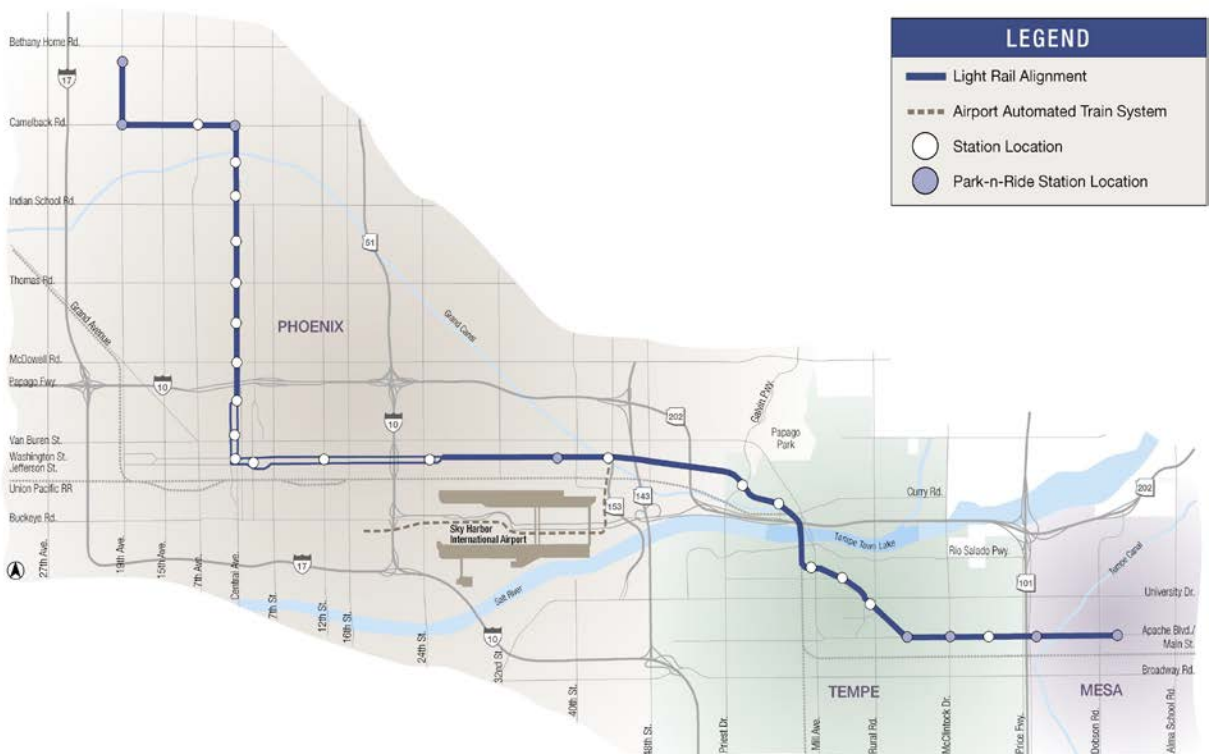 LEGEND
Light Rail Alignment
Airport Automated Train System
Station Location
Park-n-Ride Station Location
Bethany Home Rd.
17
Camelback Rd.
Indian School Rd.
51
Thomas Rd.
Grand Avenue
PHOENIX
Grand Canal
McDowell Rd.
Papago Fwy.
10
10
202
Galvin Pwy.
Papago
Park
Van Buren St.
Washington St.
Jefferson St.
Union Pacific RR
143
153
Curry Rd.
202
Buckeye Rd.
Sky Harbor
International Airport
Tempe Town Lake
Rio Salado Pwy.
Tempe Canal
17
Salt River
101
University Dr.
10
Apache Blvd./
Main St.
Broadway Rd.
TEMPE
MESA
27th Ave.
19th Ave.
15th Ave.
7th Ave.
Central Ave.
7th St.
12th St.
16th St.
24th St.
32nd St.
40th St.
48th St.
Priest Dr.
Mill Ave.
Rural Rd.
McClintock Dr.
Price Fwy.
Dobson Rd.
Alma School Rd.